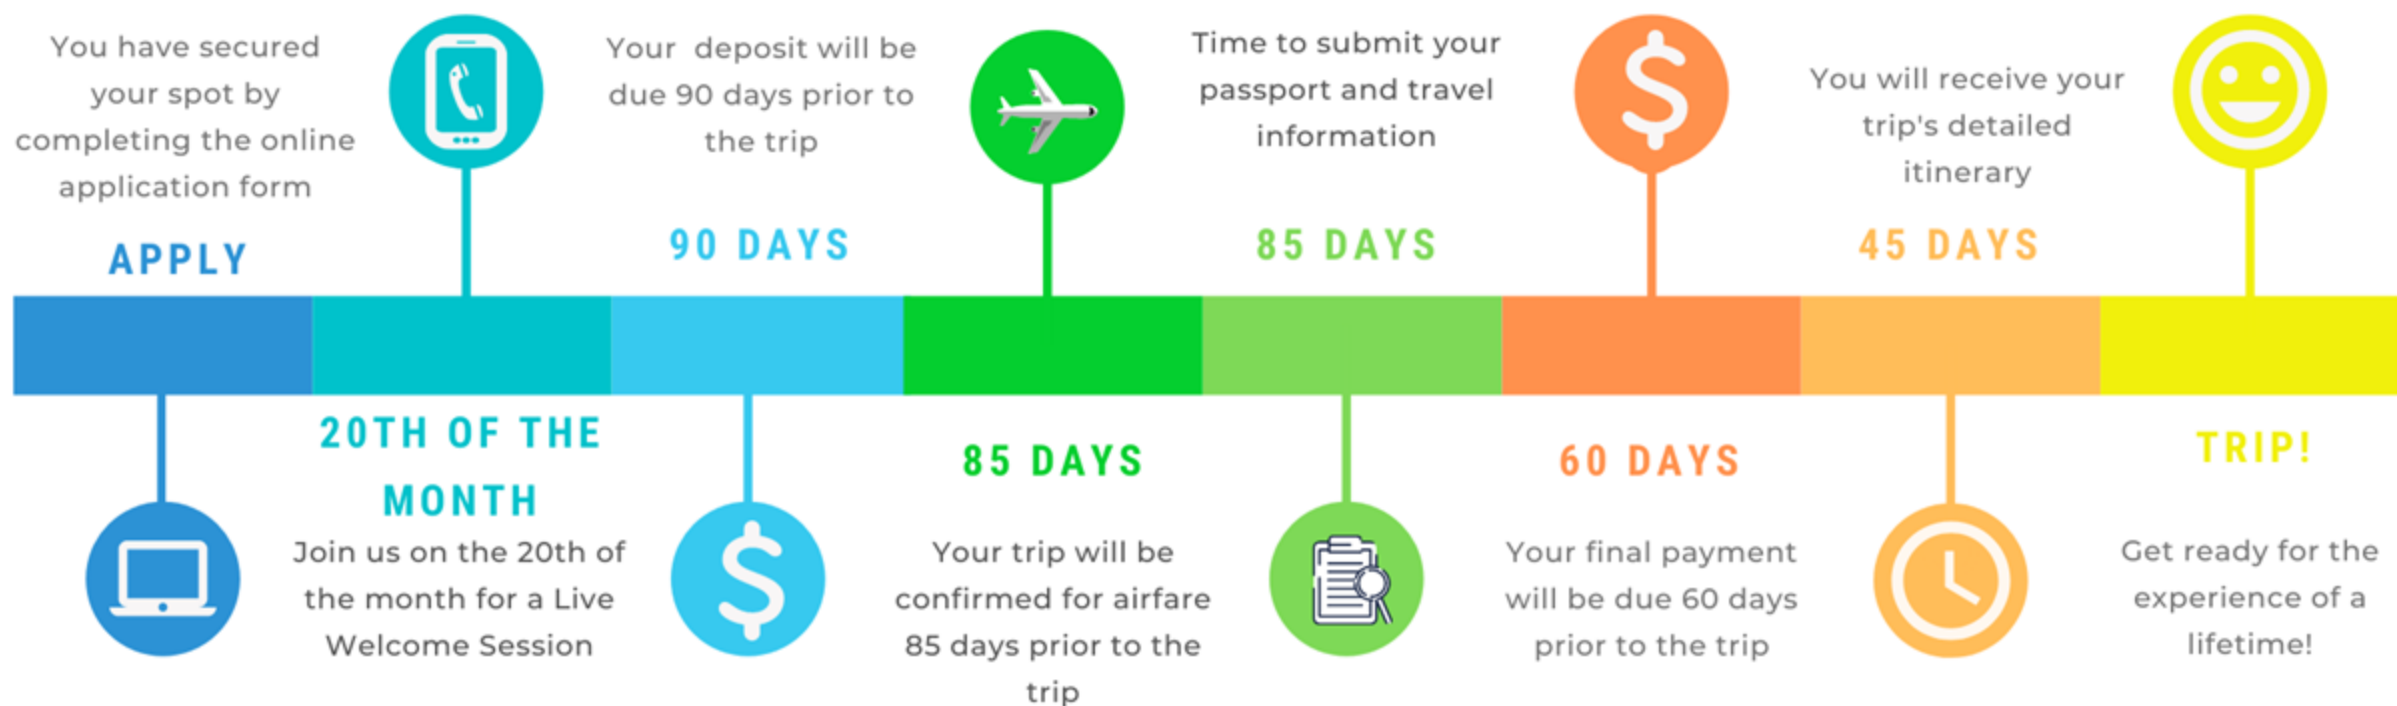 You have secured
your spot by
completing the online
application form
APPLY
20TH OF THE
MONTH
Join us on the 20th of
the month for a Live
Welcome Session
Your deposit will be
due 90 days prior to
the trip
90 DAYS
85 DAYS
Your trip will be
confirmed for airfare
85 days prior to the
trip
Time to submit your
passport and travel
information
85 DAYS
60 DAYS
Your final payment
will be due 60 days
prior to the trip
You will receive your
trip's detailed
itinerary
45 DAYS
TRIP!
Get ready for the
experience of a
lifetime!